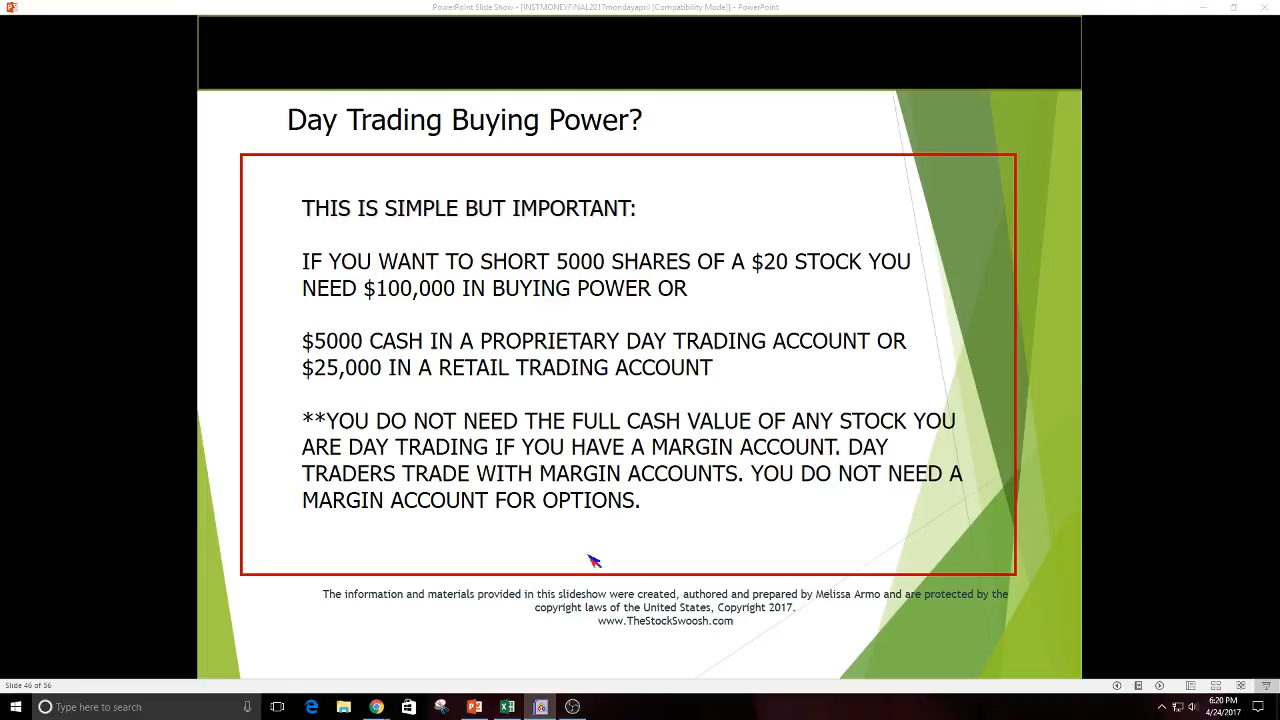 PowerPoint Slide Show - [INSTMONEYFINAL2017mondayapril [Compatibility Mode]] - PowerPoint
Day Trading Buying Power?
THIS IS SIMPLE BUT IMPORTANT:
IF YOU WANT TO SHORT 5000 SHARES OF A $20 STOCK YOU
NEED $100,000 IN BUYING POWER OR
$5000 CASH IN A PROPRIETARY DAY TRADING ACCOUNT OR
$25,000 IN A RETAIL TRADING ACCOUNT
**YOU DO NOT NEED THE FULL CASH VALUE OF ANY STOCK YOU
ARE DAY TRADING IF YOU HAVE A MARGIN ACCOUNT. DAY
TRADERS TRADE WITH MARGIN ACCOUNTS. YOU DO NOT NEED A
MARGIN ACCOUNT FOR OPTIONS.
The information and materials provided in this slideshow were created, authored and prepared by Melissa Armo and are protected by the
copyright laws of the United States, Copyright 2017.
www.TheStockSwoosh.com
Slide 46 of 56
Type here to search
6:20 PM
4/24/2017